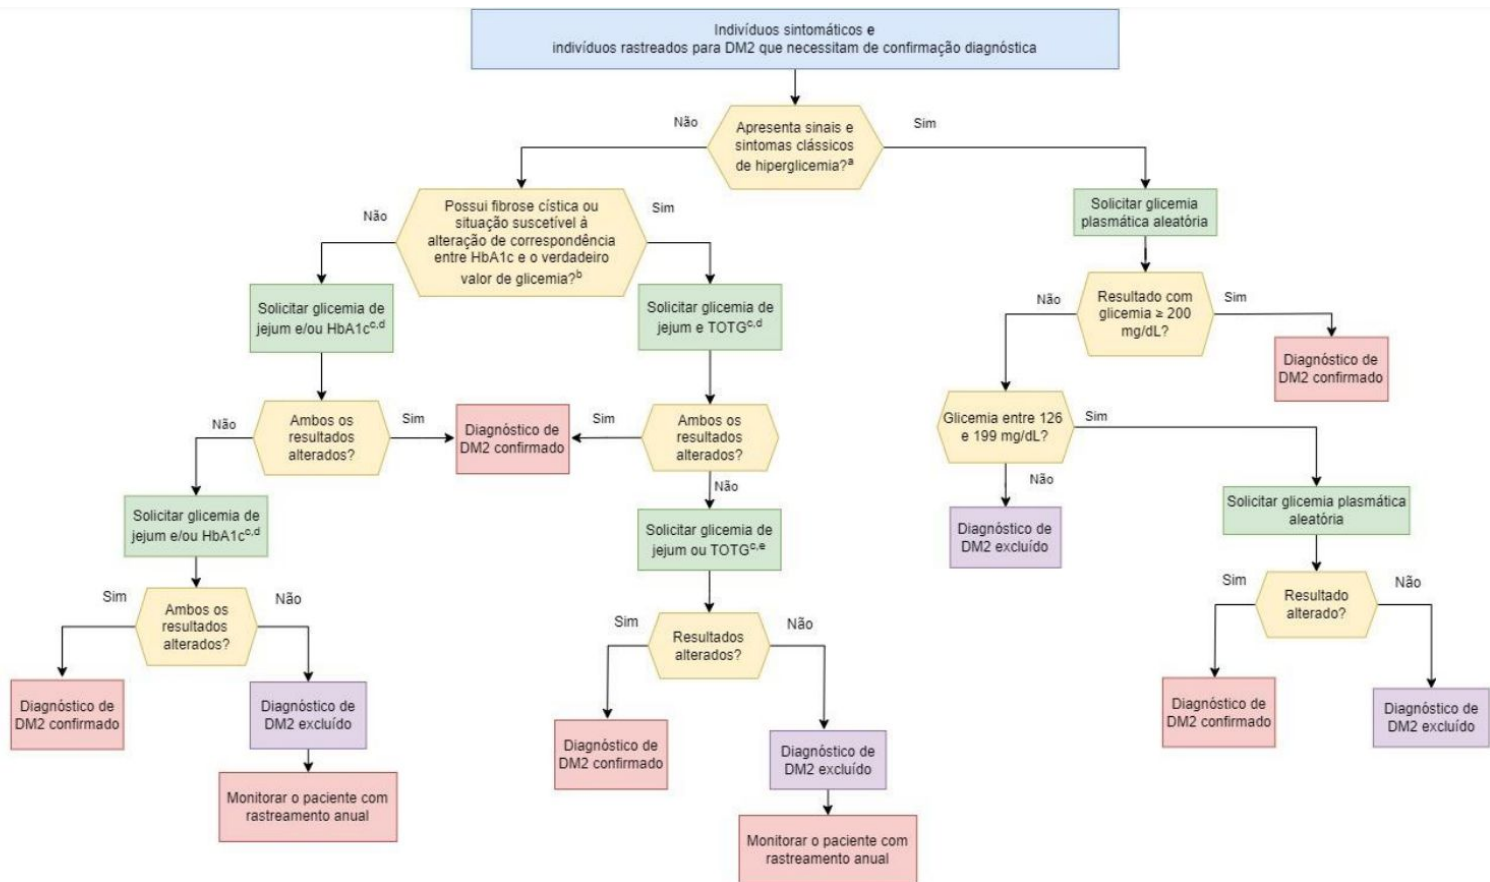 Indivíduos sintomáticos e
indivíduos rastreados para DM2 que necessitam de confirmação diagnóstica
Não
Apresenta sinais e
sintomas clássicos
de hiperglicemia?ᵃ
Sim
Não
Possui fibrose cística ou
situação suscetível à
alteração de correspondência
entre HbA1c e o verdadeiro
valor de glicemia?ᵇ
Sim
Solicitar glicemia
plasmática aleatória
Solicitar glicemia de
jejum e/ou HbA1cᶜ,ᵈ
Solicitar glicemia de
jejum e TOTGᶜ,ᵈ
Não
Resultado com
glicemia ≥ 200
mg/dL?
Sim
Diagnóstico de
DM2 confirmado
Não
Ambos os
resultados
alterados?
Sim
Diagnóstico de
DM2 confirmado
Sim
Ambos os
resultados
alterados?
Não
Glicemia entre 126
e 199 mg/dL?
Sim
Não
Solicitar glicemia de
jejum e/ou HbA1cᶜ,ᵈ
Solicitar glicemia de
jejum ou TOTGᶜ,ᵉ
Diagnóstico de
DM2 excluído
Solicitar glicemia plasmática
aleatória
Sim
Ambos os
resultados
alterados?
Não
Sim
Resultados
alterados?
Não
Sim
Resultado
alterado?
Não
Diagnóstico de
DM2 confirmado
Diagnóstico de
DM2 excluído
Diagnóstico de
DM2 confirmado
Diagnóstico de
DM2 excluído
Diagnóstico de
DM2 confirmado
Diagnóstico de
DM2 excluído
Monitorar o paciente com
rastreamento anual
Monitorar o paciente com
rastreamento anual